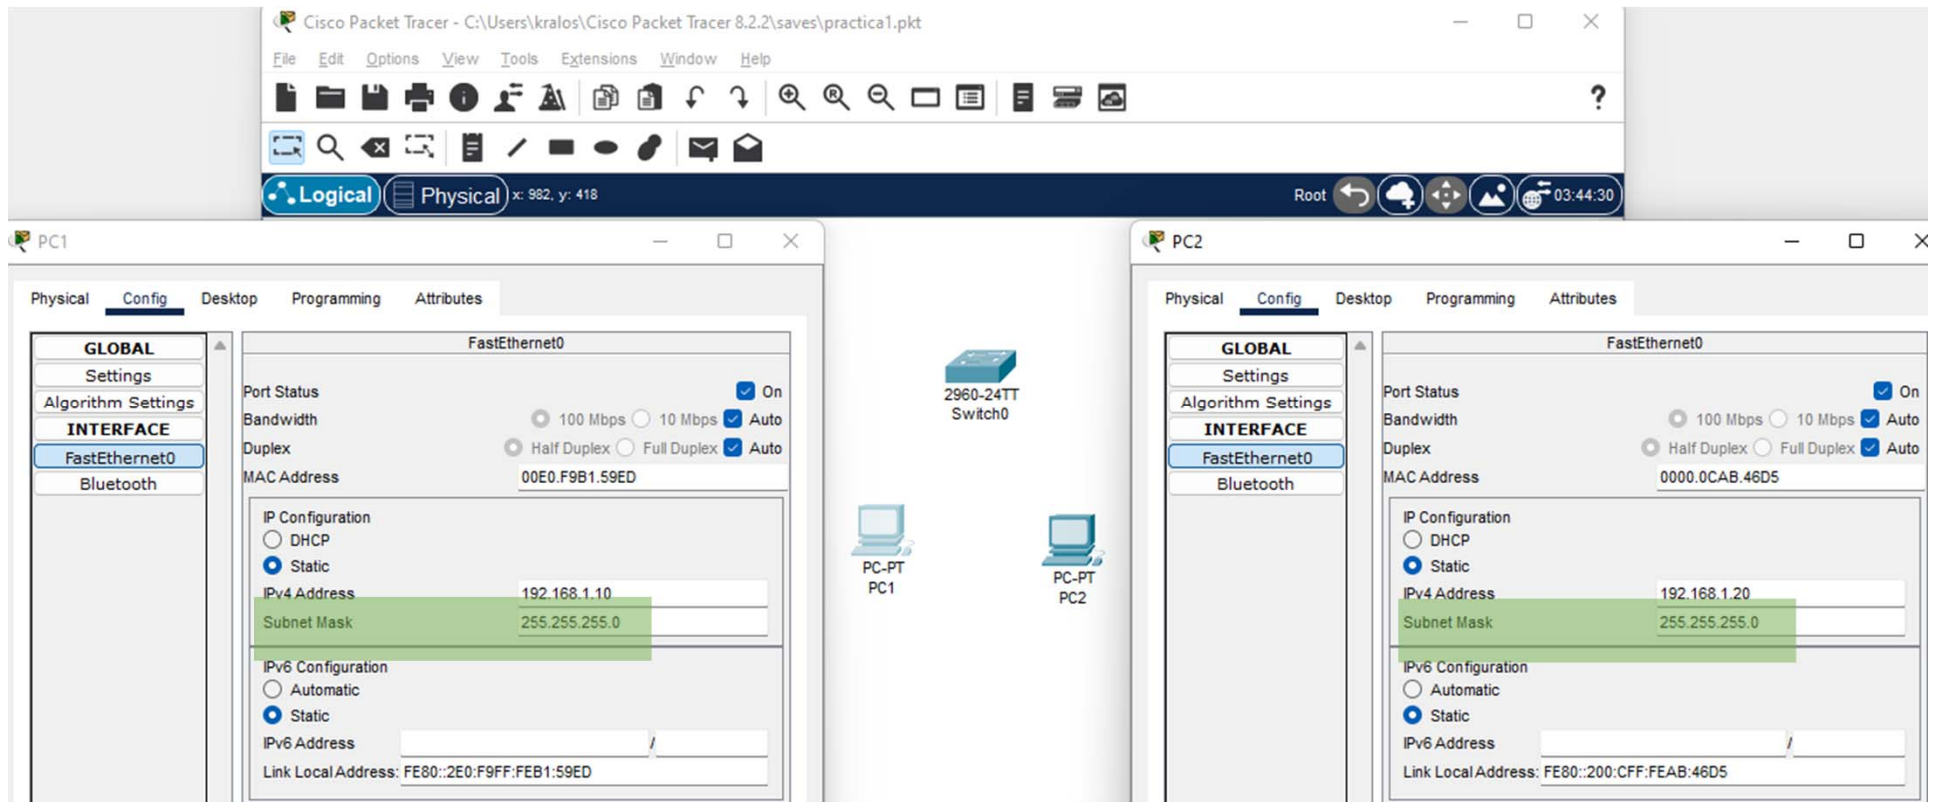 Cisco Packet Tracer - C:\Users\kralos\Cisco Packet Tracer 8.2.2\saves\practica1.pkt
File Edit Options View Tools Extensions Window Help
?
Logical Physical x: 982, y: 418 Root 03:44:30
PC1
Physical Config Desktop Programming Attributes
GLOBAL
Settings
Algorithm Settings
INTERFACE
FastEthernet0
Bluetooth
FastEthernet0
Port Status On
Bandwidth 100 Mbps 10 Mbps Auto
Duplex Half Duplex Full Duplex Auto
MAC Address 00E0.F9B1.59ED
IP Configuration
DHCP
Static
IPv4 Address 192.168.1.10
Subnet Mask 255.255.255.0
IPv6 Configuration
Automatic
Static
IPv6 Address /
Link Local Address: FE80::2E0:F9FF:FEB1:59ED
2960-24TT
Switch0
PC-PT
PC1
PC-PT
PC2
PC2
Physical Config Desktop Programming Attributes
GLOBAL
Settings
Algorithm Settings
INTERFACE
FastEthernet0
Bluetooth
FastEthernet0
Port Status On
Bandwidth 100 Mbps 10 Mbps Auto
Duplex Half Duplex Full Duplex Auto
MAC Address 0000.0CAB.46D5
IP Configuration
DHCP
Static
IPv4 Address 192.168.1.20
Subnet Mask 255.255.255.0
IPv6 Configuration
Automatic
Static
IPv6 Address /
Link Local Address: FE80::200:CFF:FEAB:46D5